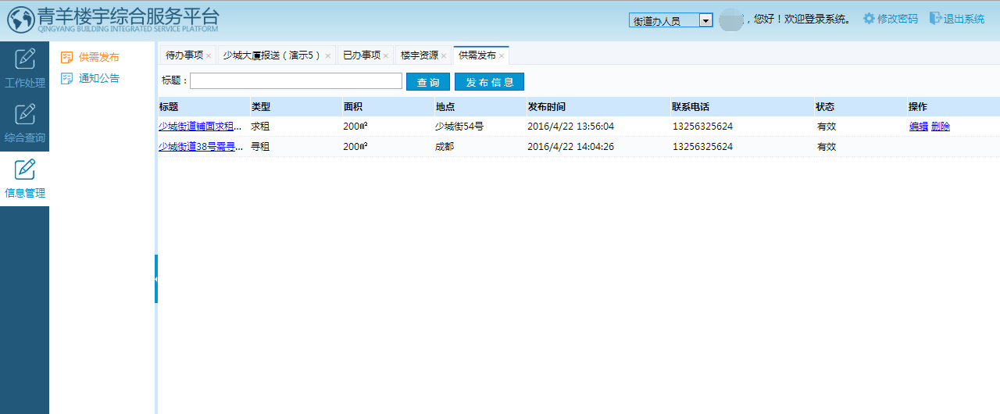 青羊楼宇综合服务平台
QINGYANG BUILDING INTEGRATED SERVICE PLATFORM
街道办人员
，您好！欢迎登录系统。 修改密码 退出系统
工作处理
综合查询
信息管理
供需发布
通知公告
待办事项× 少城大厦报送（演示5）× 已办事项× 楼宇资源× 供需发布×
标题： 查 询 发 布 信 息
标题 类型 面积 地点 发布时间 联系电话 状态 操作
少城街道铺面求租... 求租 200㎡ 少城街54号 2016/4/22 13:56:04 13256325624 有效 编辑 删除
少城街道38号需寻... 寻租 200㎡ 成都 2016/4/22 14:04:26 13256325624 有效